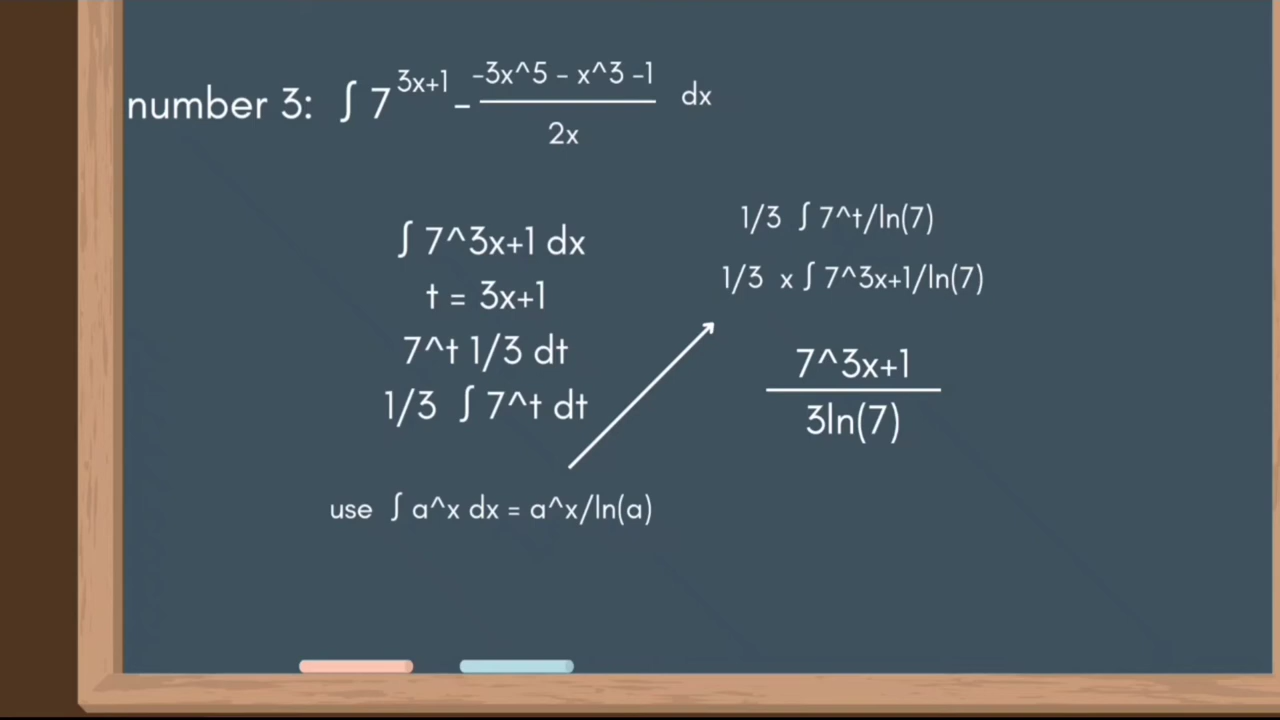 number 3: ∫ 7^3x+1 - -3x^5 - x^3 -1 / 2x dx
∫ 7^3x+1 dx
t = 3x+1
7^t 1/3 dt
1/3 ∫ 7^t dt
use ∫ a^x dx = a^x/ln(a)
1/3 ∫ 7^t/ln(7)
1/3 x ∫ 7^3x+1/ln(7)
7^3x+1
3ln(7)